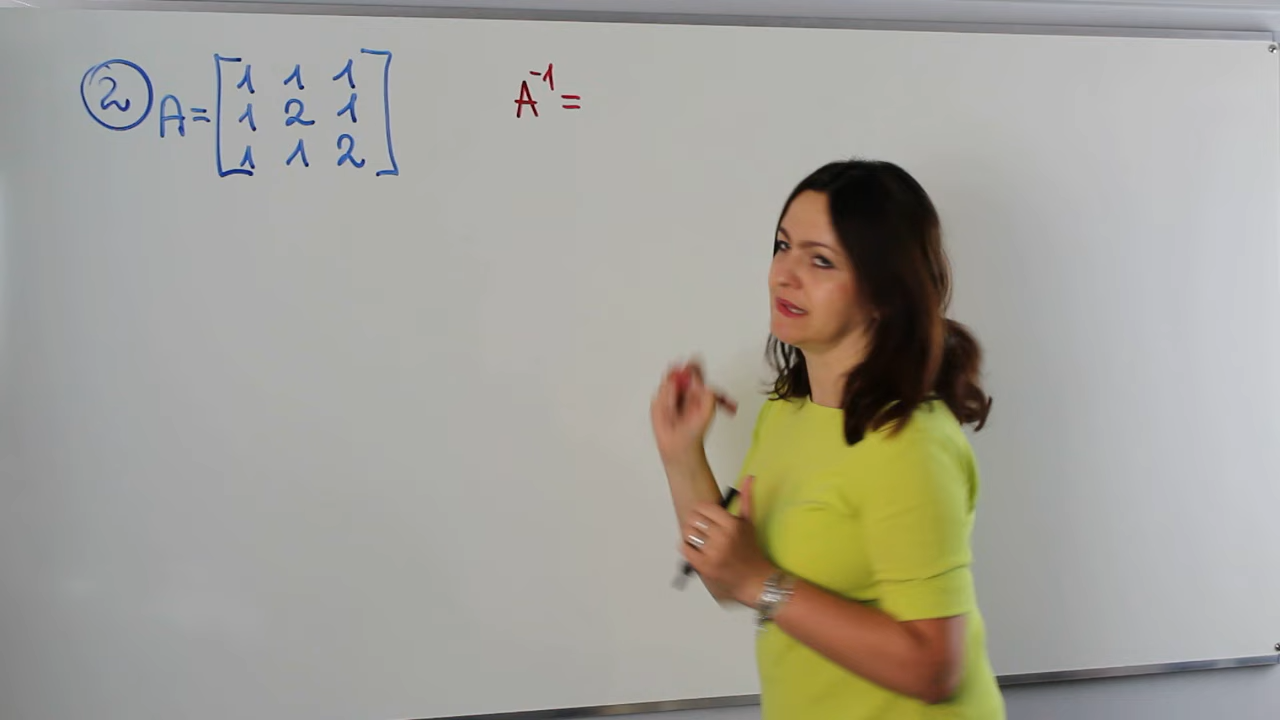 ② A = [1 1 1
1 2 1
1 1 2]
A⁻¹ =